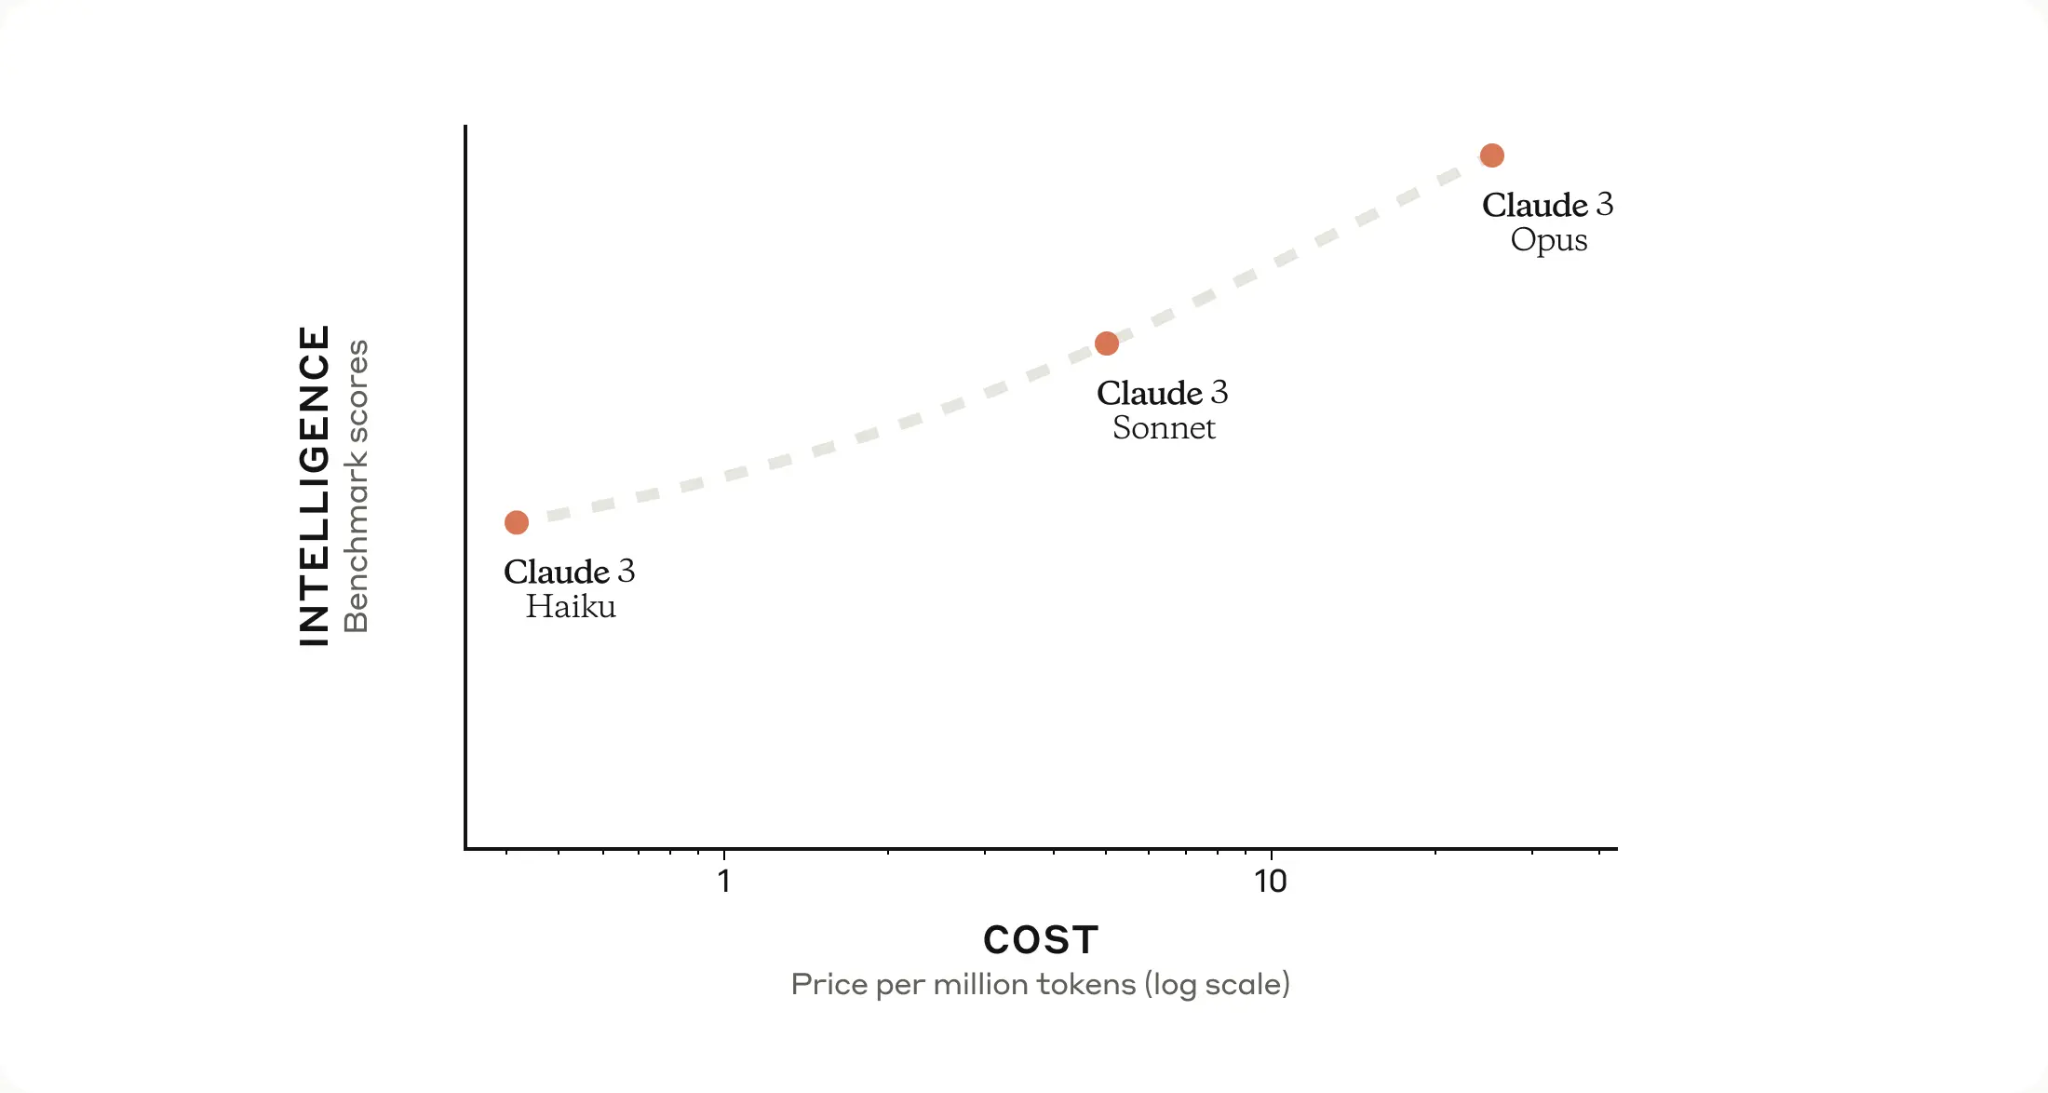 INTELLIGENCE
Benchmark scores
Claude 3
Opus
Claude 3
Sonnet
Claude 3
Haiku
1
10
COST
Price per million tokens (log scale)